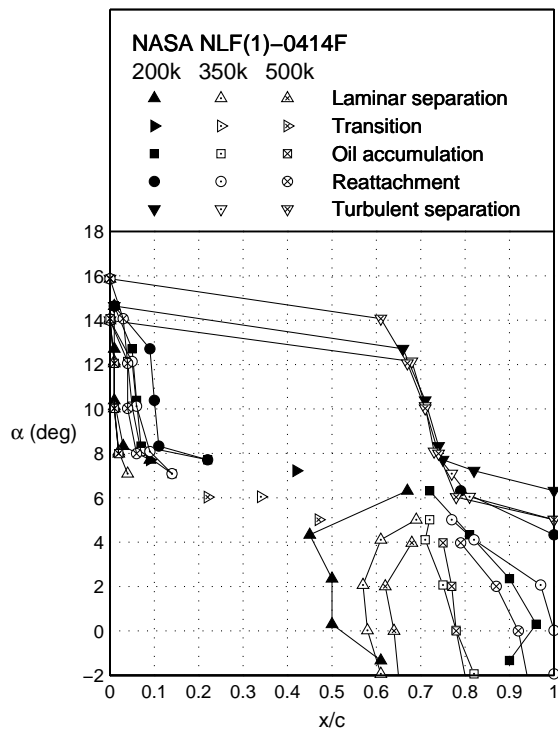 NASA NLF(1)−0414F
200k 350k 500k
Laminar separation
Transition
Oil accumulation
Reattachment
Turbulent separation
18
16
14
12
10
8
6
4
2
0
−2
α (deg)
0 0.1 0.2 0.3 0.4 0.5 0.6 0.7 0.8 0.9 1
x/c